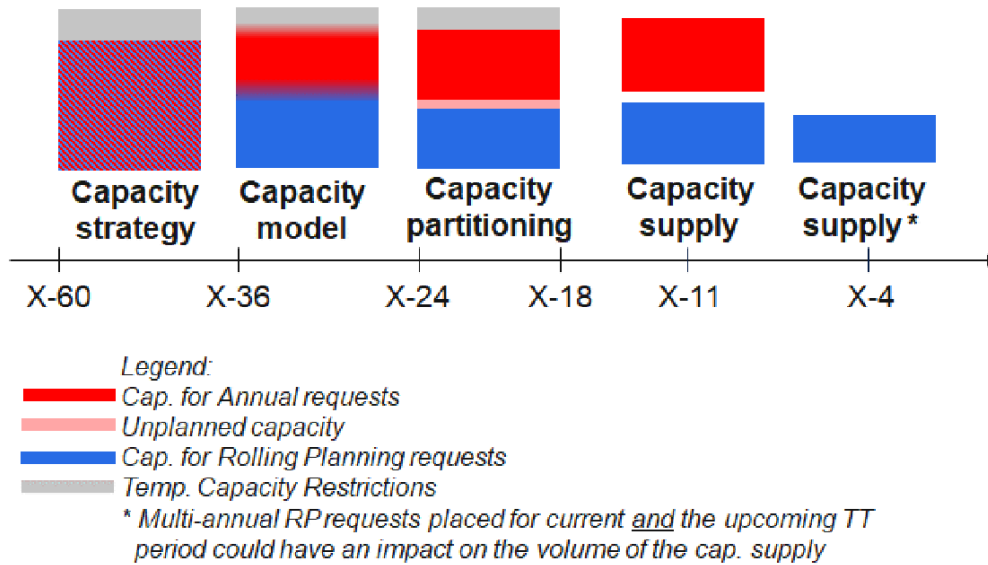 Capacity strategy
Capacity model
Capacity partitioning
Capacity supply
Capacity supply *
X-60 X-36 X-24 X-18 X-11 X-4
Legend:
Cap. for Annual requests
Unplanned capacity
Cap. for Rolling Planning requests
Temp. Capacity Restrictions
* Multi-annual RP requests placed for current and the upcoming TT
period could have an impact on the volume of the cap. supply